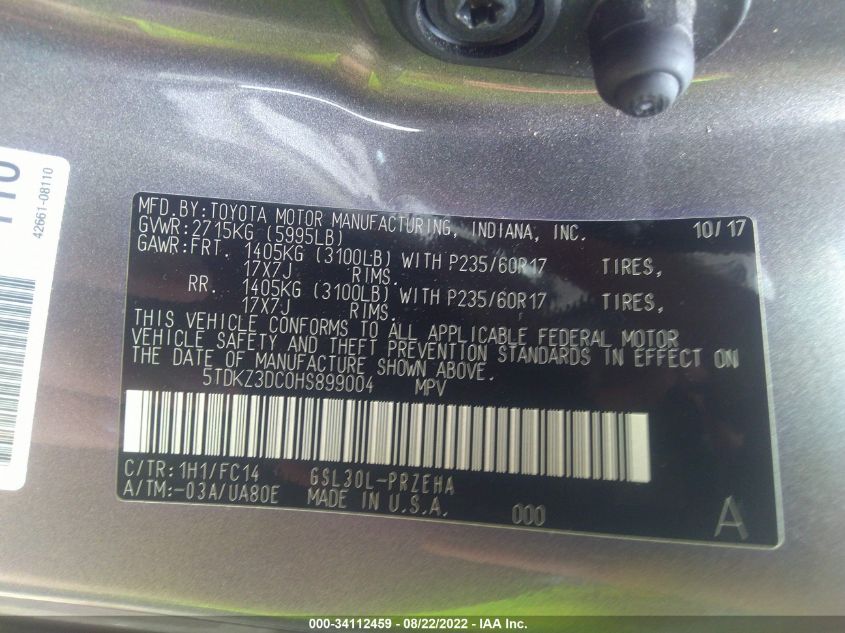 MFD.BY:TOYOTA MOTOR MANUFACTURING, INDIANA, INC. 10/17
GVWR:2715KG (5995LB)
GAWR:FRT. 1405KG (3100LB) WITH P235/60R17 TIRES,
17X7J RIMS.
RR. 1405KG (3100LB) WITH P235/60R17 TIRES,
17X7J RIMS.
THIS VEHICLE CONFORMS TO ALL APPLICABLE FEDERAL MOTOR
VEHICLE SAFETY AND THEFT PREVENTION STANDARDS IN EFFECT ON
THE DATE OF MANUFACTURE SHOWN ABOVE.
5TDKZ3DC0HS899004 MPV
C/TR:1H1/FC14 GSL30L-PRZEHA
A/TM:-03A/UA80E MADE IN U.S.A. 000 A
42661-08110
000-34112459 - 08/22/2022 - IAA Inc.